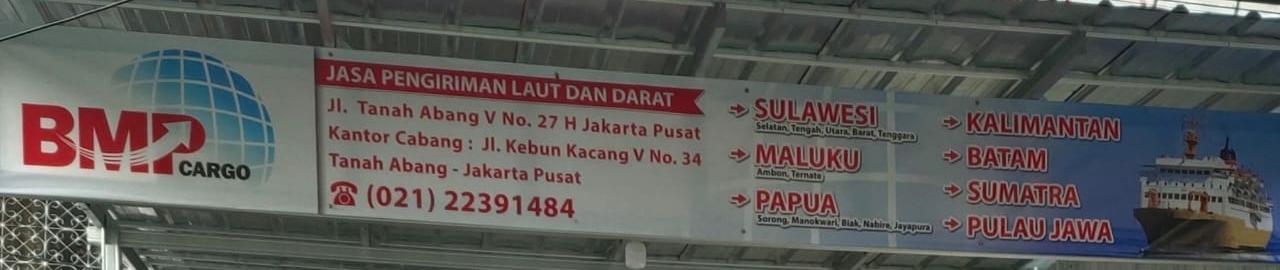 BMP
CARGO
JASA PENGIRIMAN LAUT DAN DARAT
Jl. Tanah Abang V No. 27 H Jakarta Pusat
Kantor Cabang : Jl. Kebun Kacang V No. 34
Tanah Abang - Jakarta Pusat
☎ (021) 22391484
→ SULAWESI
Selatan, Tengah, Utara, Barat, Tenggara
→ MALUKU
Ambon, Ternate
→ PAPUA
Sorong, Manokwari, Biak, Nabire, Jayapura
→ KALIMANTAN
→ BATAM
→ SUMATRA
→ PULAU JAWA